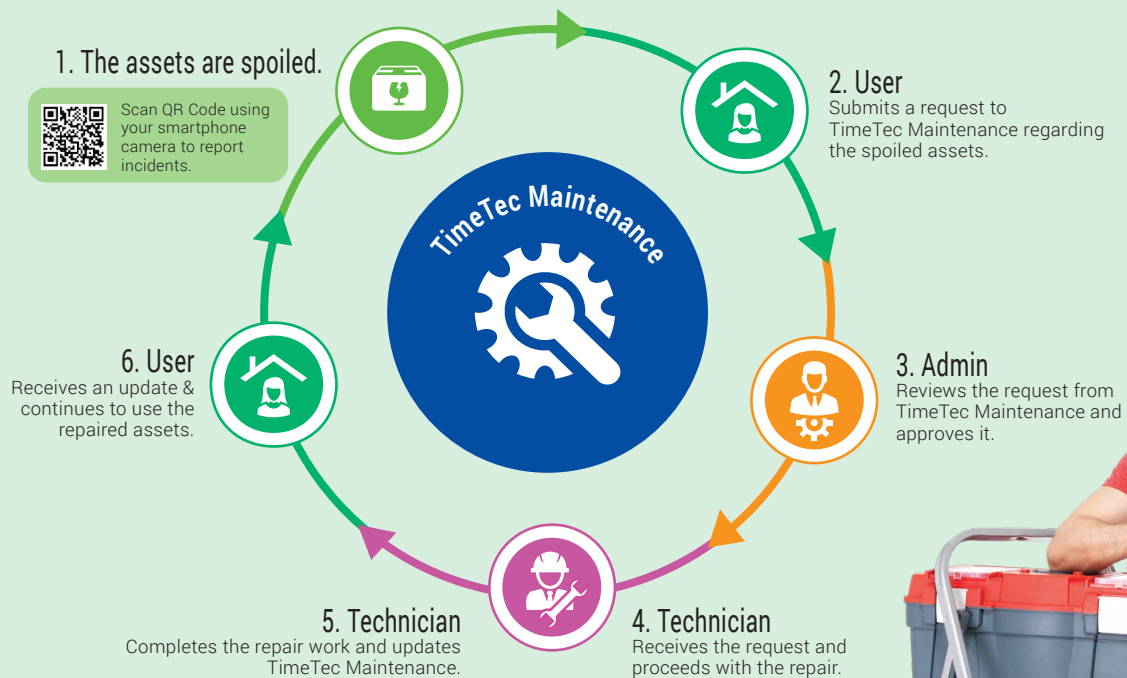 1. The assets are spoiled.
Scan QR Code using
your smartphone
camera to report
incidents.
2. User
Submits a request to
TimeTec Maintenance regarding
the spoiled assets.
TimeTec Maintenance
3. Admin
Reviews the request from
TimeTec Maintenance and
approves it.
4. Technician
Receives the request and
proceeds with the repair.
5. Technician
Completes the repair work and updates
TimeTec Maintenance.
6. User
Receives an update &
continues to use the
repaired assets.